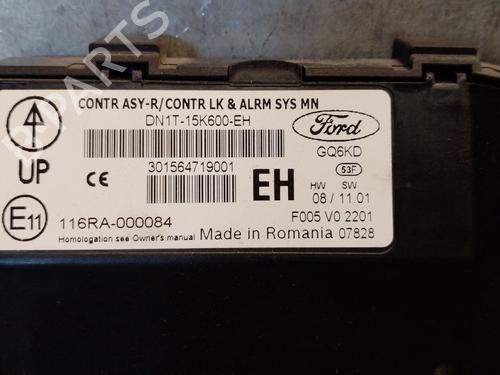 B-PARTS
CONTR ASY-R/CONTR LK & ALRM SYS MN
DN1T-15K600-EH
Ford
UP
301564719001
GQ6KD
53F
CE
EH
HW SW
08 / 11.01
E11
116RA-000084
F005 V0 2201
Homologation see Owner's manual
Made in Romania 07828